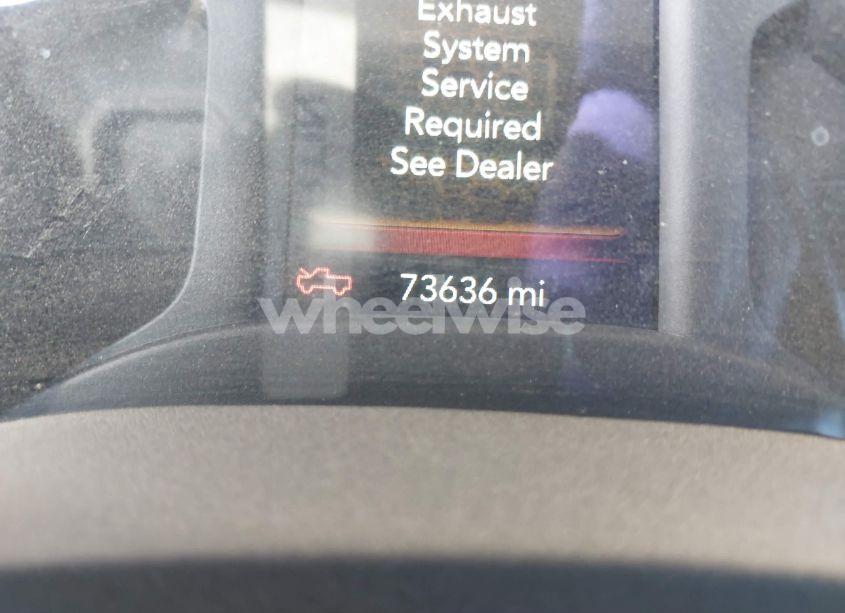 Exhaust
System
Service
Required
See Dealer
73636 mi
wheelwise